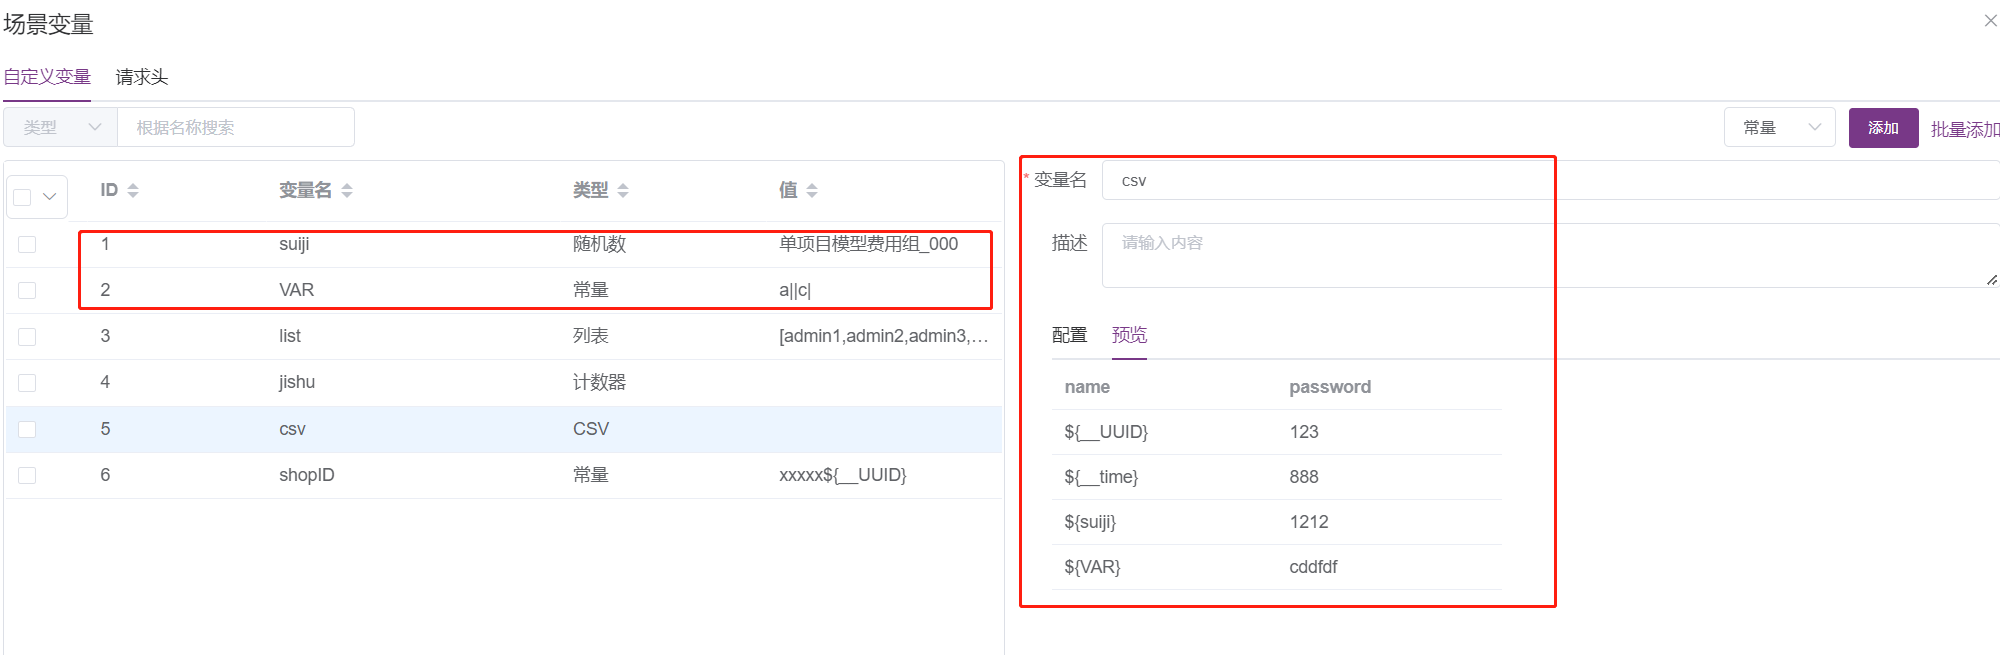 场景变量
自定义变量 请求头
类型 根据名称搜索 常量 添加 批量添加
ID 变量名 类型 值
1 suiji 随机数 单项目模型费用组_000
2 VAR 常量 a||c|
3 list 列表 [admin1,admin2,admin3,...
4 jishu 计数器
5 csv CSV
6 shopID 常量 xxxxx${__UUID}
* 变量名 csv
描述 请输入内容
配置 预览
name password
${__UUID} 123
${__time} 888
${suiji} 1212
${VAR} cddfdf